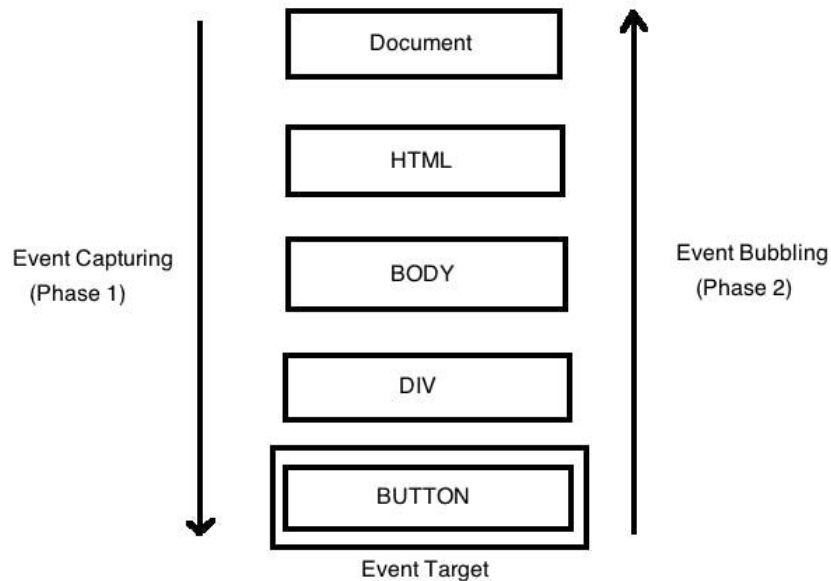 Document
HTML
BODY
Event Capturing
(Phase 1)
Event Bubbling
(Phase 2)
DIV
BUTTON
Event Target